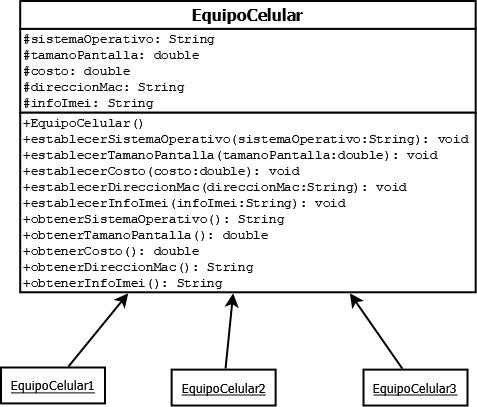 EquipoCelular
#sistemaOperativo: String
#tamanoPantalla: double
#costo: double
#direccionMac: String
#infoImei: String
+EquipoCelular()
+establecerSistemaOperativo(sistemaOperativo:String): void
+establecerTamanoPantalla(tamanoPantalla:double): void
+establecerCosto(costo:double): void
+establecerDireccionMac(direccionMac:String): void
+establecerInfoImei(infoImei:String): void
+obtenerSistemaOperativo(): String
+obtenerTamanoPantalla(): double
+obtenerCosto(): double
+obtenerDireccionMac(): String
+obtenerInfoImei(): String
EquipoCelular1
EquipoCelular2
EquipoCelular3